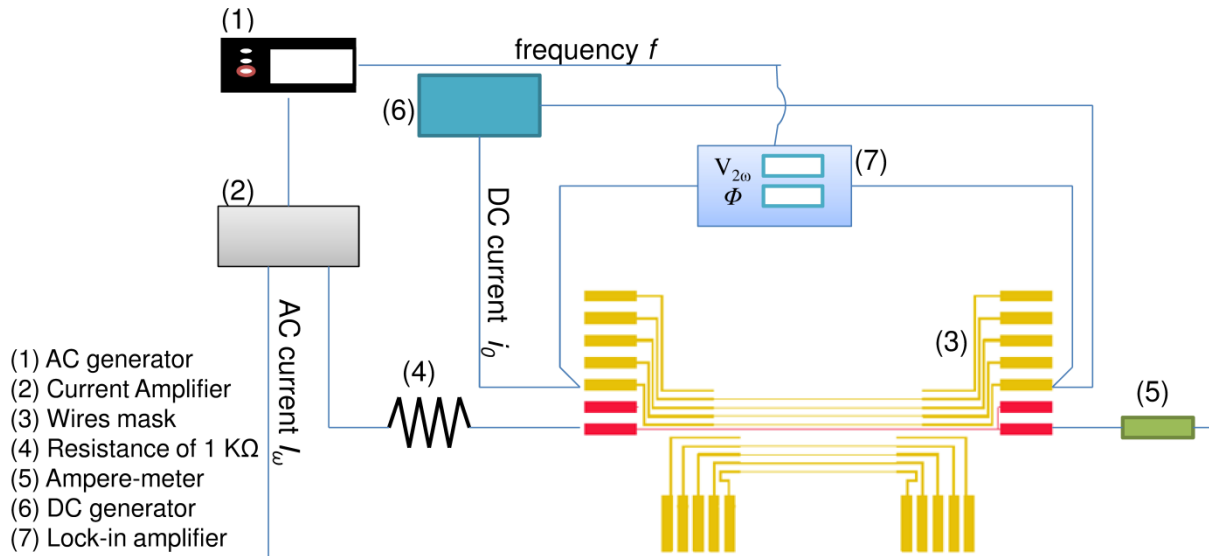 (1)
frequency f
(6)
(7)
V2ω
Φ
(2)
DC current i0
AC current Iω
(3)
(4)
(5)
(1) AC generator
(2) Current Amplifier
(3) Wires mask
(4) Resistance of 1 KΩ
(5) Ampere-meter
(6) DC generator
(7) Lock-in amplifier